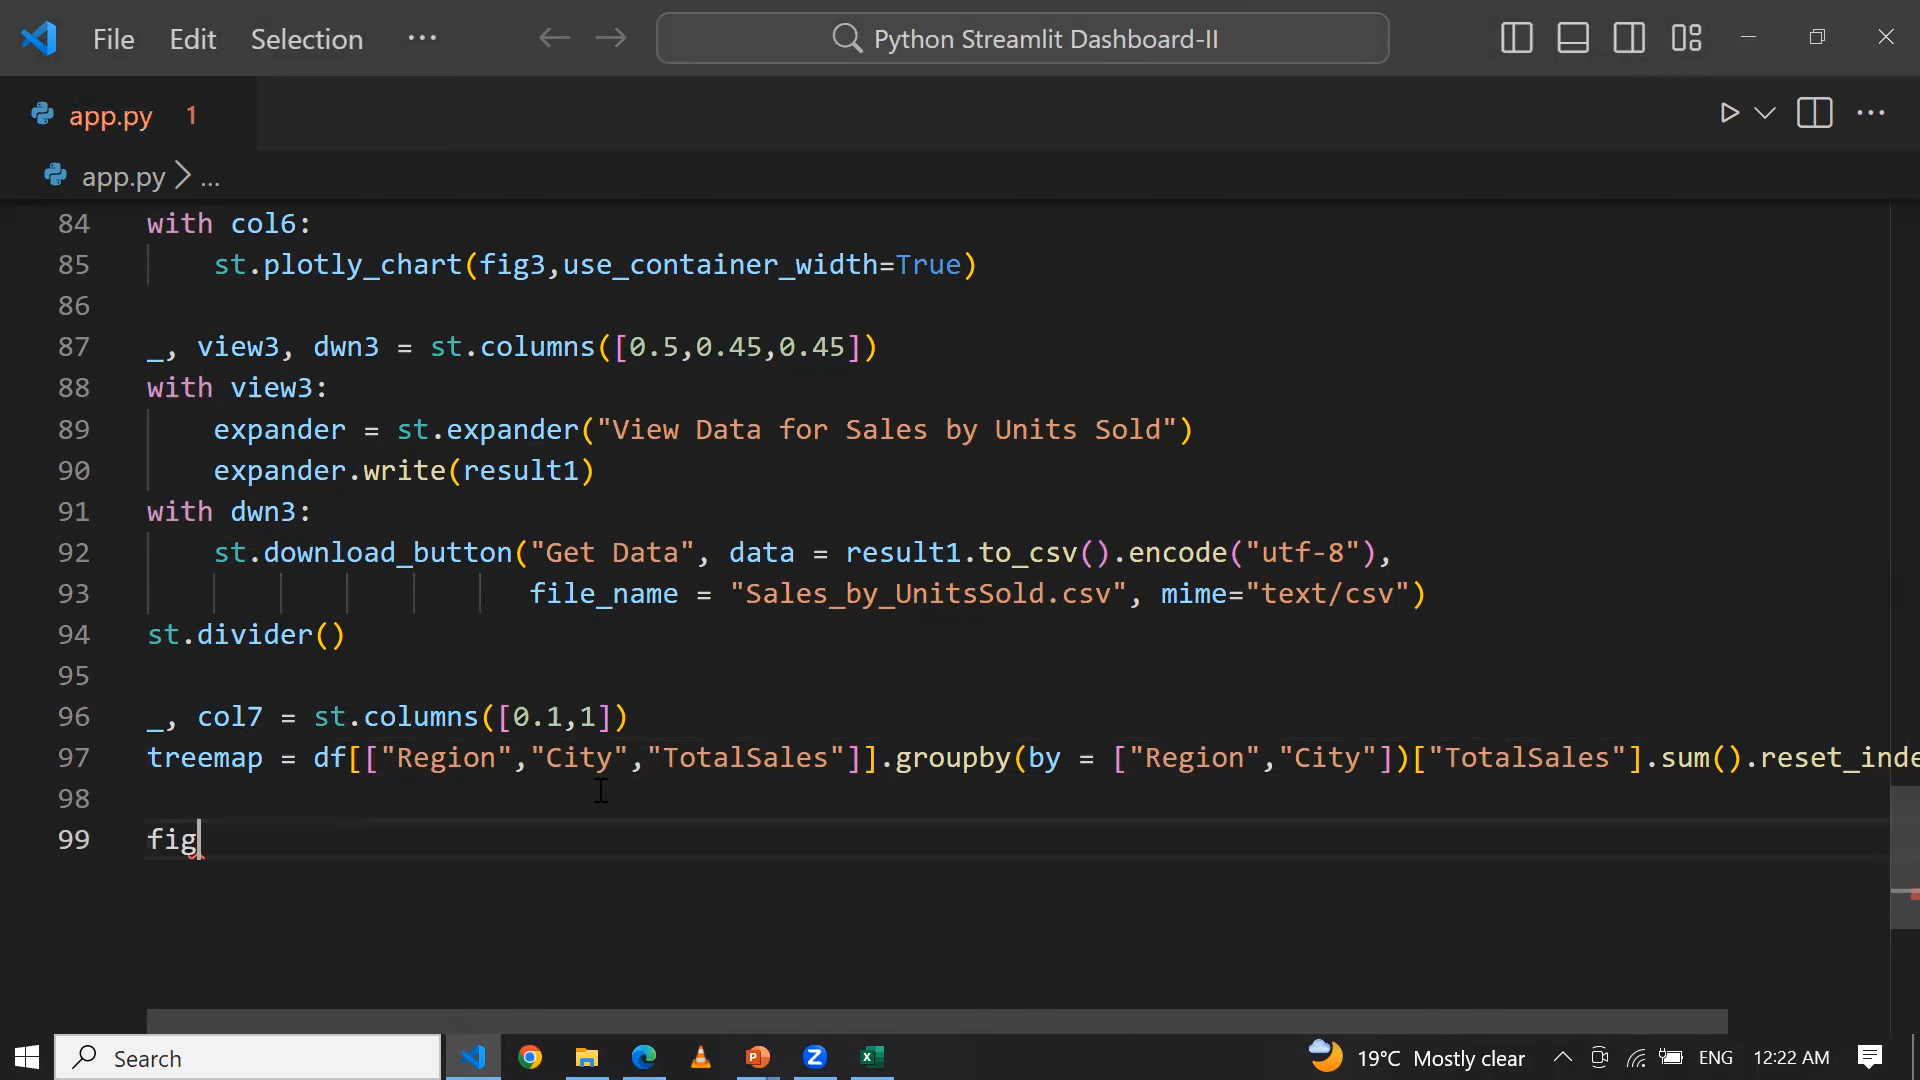 File Edit Selection ··· Python Streamlit Dashboard-II
app.py 1
app.py > ...
84 with col6:
85 st.plotly_chart(fig3,use_container_width=True)
86
87 _, view3, dwn3 = st.columns([0.5,0.45,0.45])
88 with view3:
89 expander = st.expander("View Data for Sales by Units Sold")
90 expander.write(result1)
91 with dwn3:
92 st.download_button("Get Data", data = result1.to_csv().encode("utf-8"),
93 file_name = "Sales_by_UnitsSold.csv", mime="text/csv")
94 st.divider()
95
96 _, col7 = st.columns([0.1,1])
97 treemap = df[["Region","City","TotalSales"]].groupby(by = ["Region","City"])["TotalSales"].sum().reset_inde
98
99 fig
Search 19°C Mostly clear ENG 12:22 AM